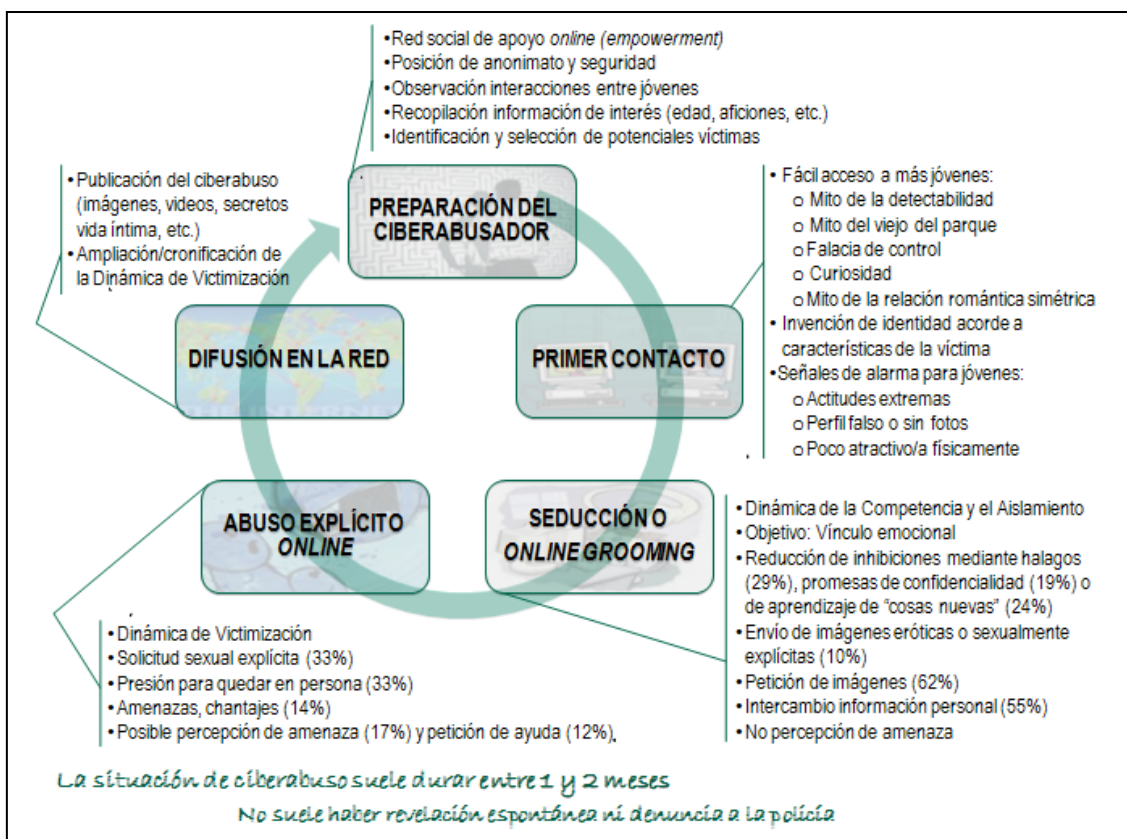 •Red social de apoyo online (empowerment)
•Posición de anonimato y seguridad
•Observación interacciones entre jóvenes
•Recopilación información de interés (edad, aficiones, etc.)
•Identificación y selección de potenciales víctimas
PREPARACIÓN DEL
CIBERABUSADOR
• Fácil acceso a más jóvenes:
o Mito de la detectabilidad
o Mito del viejo del parque
o Falacia de control
o Curiosidad
o Mito de la relación romántica simétrica
• Invención de identidad acorde a
características de la víctima
•Señales de alarma para jóvenes:
o Actitudes extremas
o Perfil falso o sin fotos
o Poco atractivo/a físicamente
PRIMER CONTACTO
•Dinámica de la Competencia y el Aislamiento
•Objetivo: Vínculo emocional
•Reducción de inhibiciones mediante halagos
(29%), promesas de confidencialidad (19%) o
de aprendizaje de “cosas nuevas” (24%)
•Envío de imágenes eróticas o sexualmente
explícitas (10%)
•Petición de imágenes (62%)
•Intercambio información personal (55%)
•No percepción de amenaza
SEDUCCIÓN O
ONLINE GROOMING
ABUSO EXPLÍCITO
ONLINE
• Dinámica de Victimización
• Solicitud sexual explícita (33%)
• Presión para quedar en persona (33%)
• Amenazas, chantajes (14%)
• Posible percepción de amenaza (17%) y petición de ayuda (12%).
• Publicación del ciberabuso
(imágenes, videos, secretos
vida íntima, etc.)
• Ampliación/cronificación de
la Dinámica de Victimización
DIFUSIÓN EN LA RED
La situación de ciberabuso suele durar entre 1 y 2 meses
No suele haber revelación espontánea ni denuncia a la policía